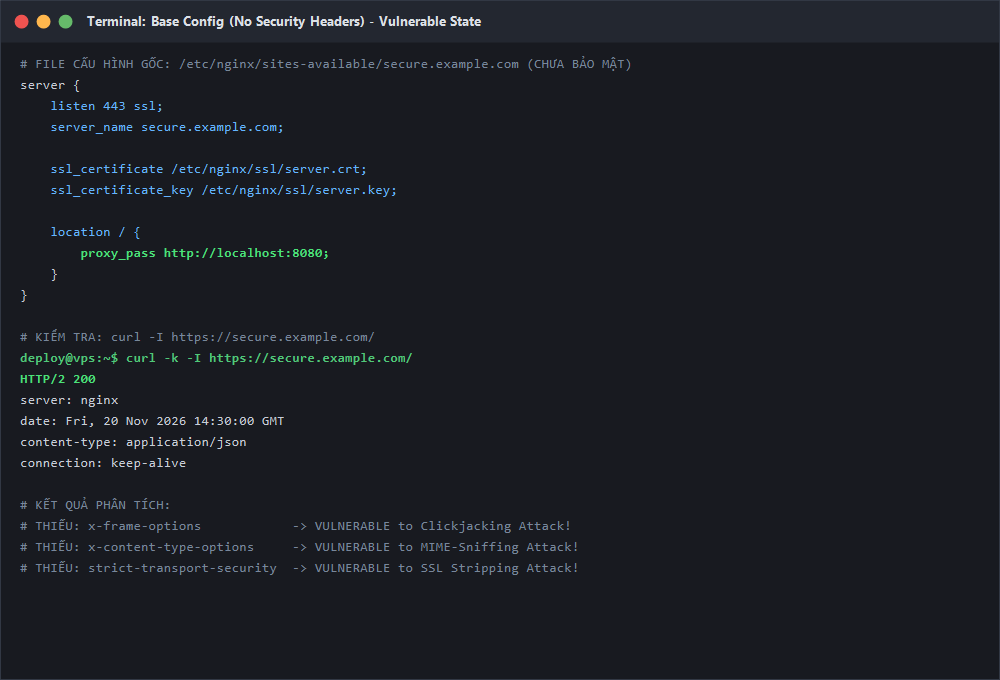 Terminal: Base Config (No Security Headers) - Vulnerable State
# FILE CẤU HÌNH GỐC: /etc/nginx/sites-available/secure.example.com (CHƯA BẢO MẬT)
server {
    listen 443 ssl;
    server_name secure.example.com;
    ssl_certificate /etc/nginx/ssl/server.crt;
    ssl_certificate_key /etc/nginx/ssl/server.key;
    location / {
        proxy_pass http://localhost:8080;
    }
}
# KIỂM TRA: curl -I https://secure.example.com/
deploy@vps:~$ curl -k -I https://secure.example.com/
HTTP/2 200
server: nginx
date: Fri, 20 Nov 2026 14:30:00 GMT
content-type: application/json
connection: keep-alive
# KẾT QUẢ PHÂN TÍCH:
# THIẾU: x-frame-options            -> VULNERABLE to Clickjacking Attack!
# THIẾU: x-content-type-options     -> VULNERABLE to MIME-Sniffing Attack!
# THIẾU: strict-transport-security  -> VULNERABLE to SSL Stripping Attack!